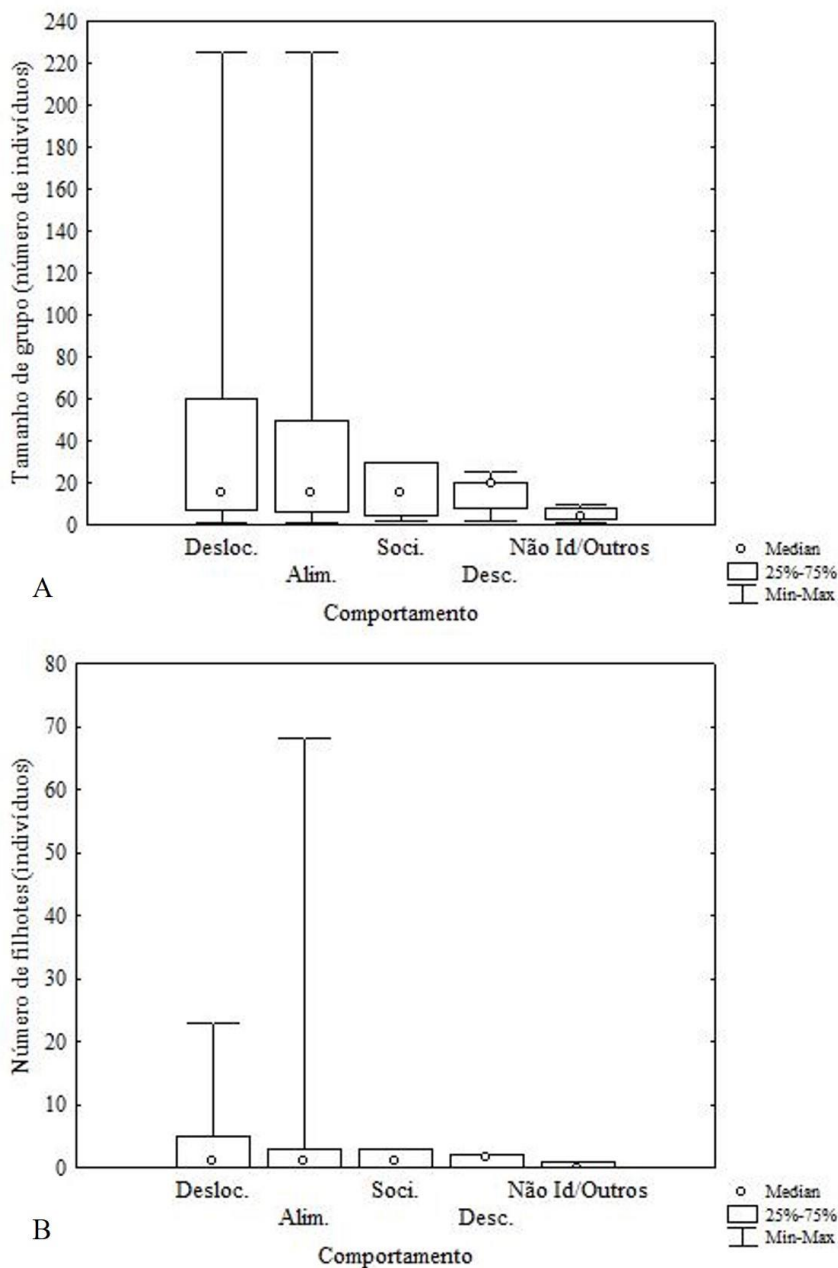 Tamanho de grupo (número de indivíduos)
240
220
200
180
160
140
120
100
80
60
40
20
0
Desloc. Soci. Não Id/Outros
Alim. Desc.
Comportamento
Median
25%-75%
Min-Max
A
Número de filhotes (indivíduos)
80
70
60
50
40
30
20
10
0
Desloc. Soci. Não Id/Outros
Alim. Desc.
Comportamento
Median
25%-75%
Min-Max
B